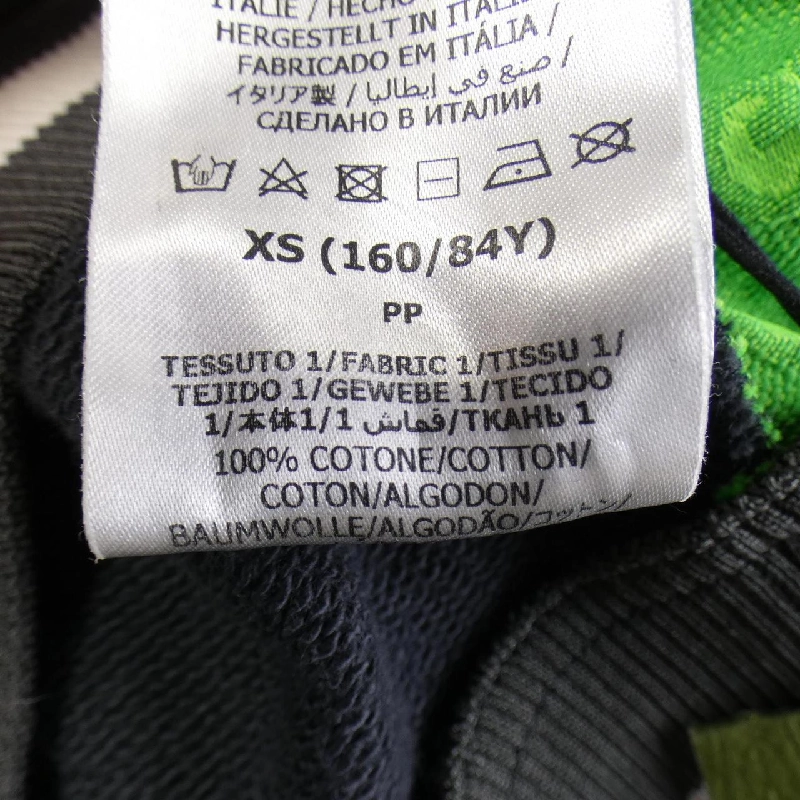 ITALIE / HECHO
HERGESTELLT IN ITALIEN
FABRICADO EM ITÁLIA /
イタリア製 / صنع في إيطاليا /
СДЕЛАНО В ИТАЛИИ
XS (160/84Y)
PP
TESSUTO 1/FABRIC 1/TISSU 1/
TEJIDO 1/GEWEBE 1/TECIDO
1/本体1/1 قماش/ТКАНЬ 1
100% COTONE/COTTON/
COTON/ALGODON/
BAUMWOLLE/ALGODÃO/コットン/